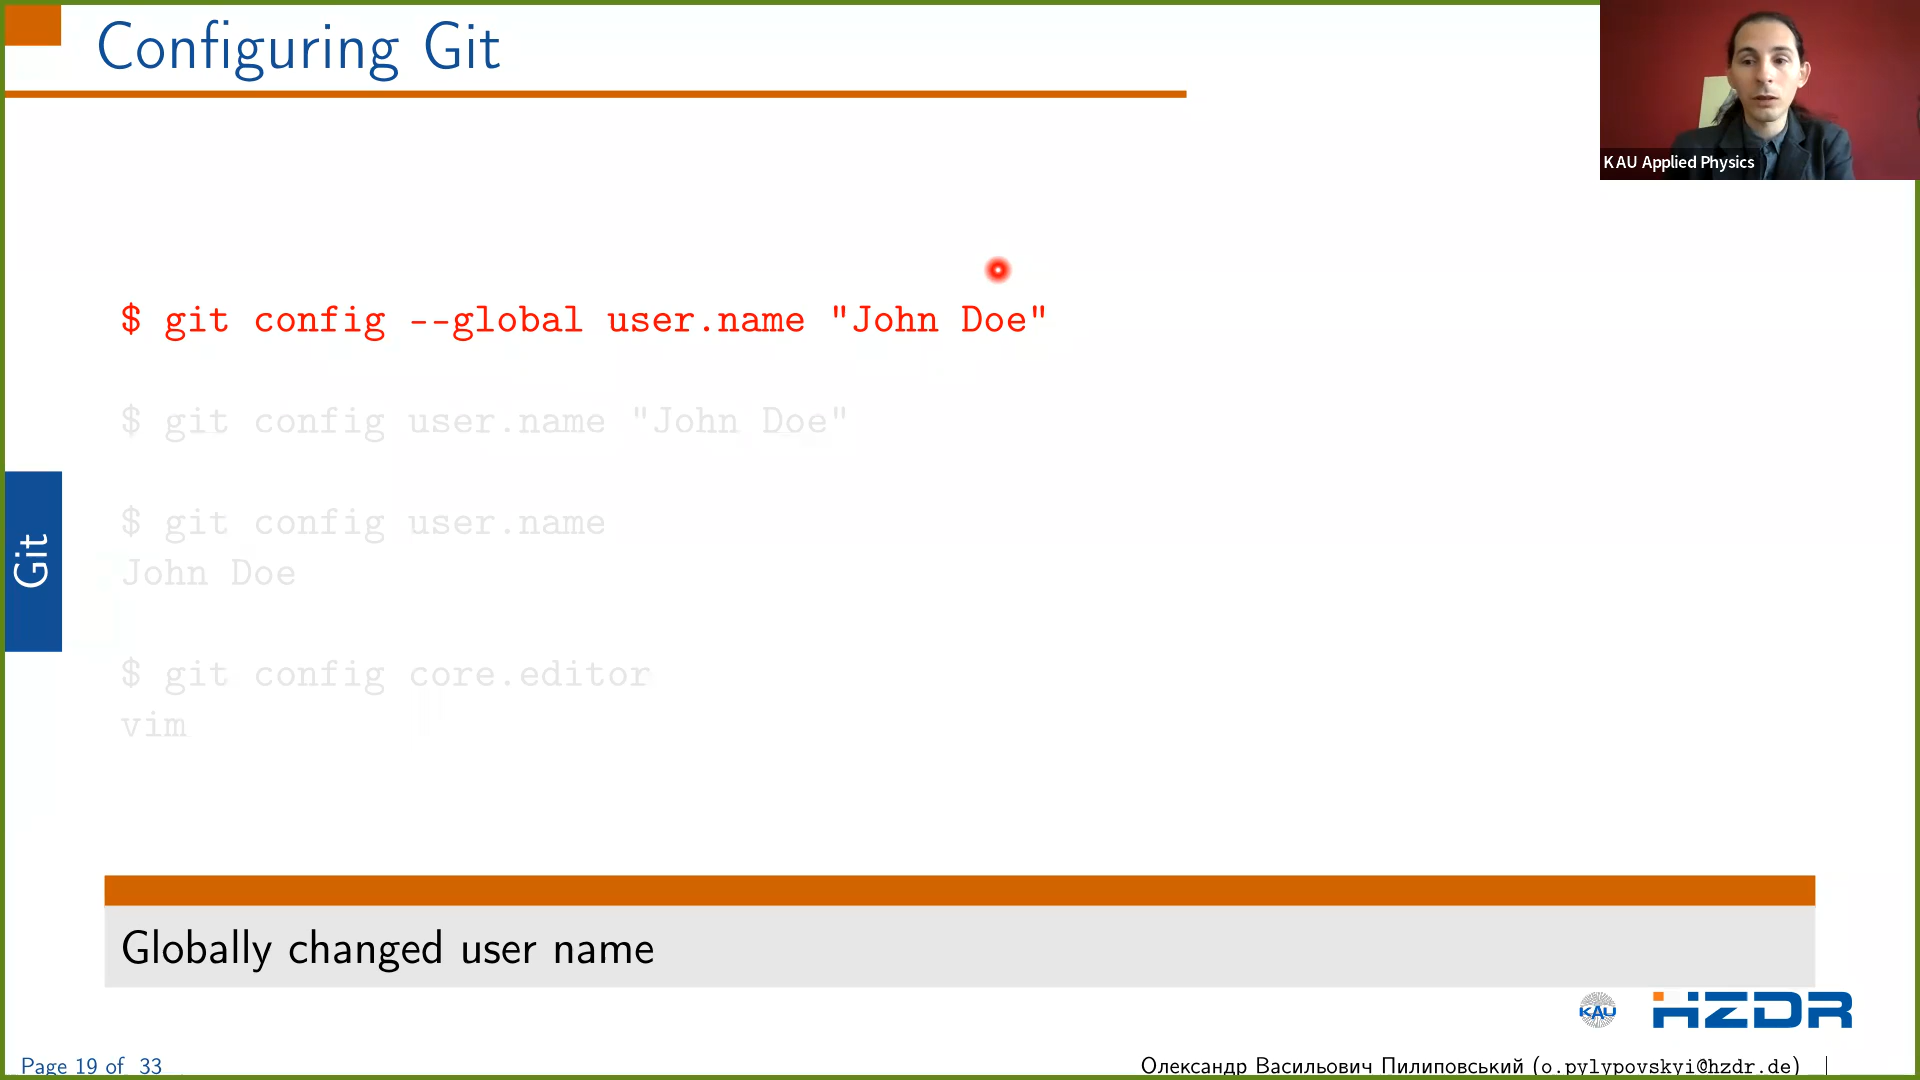 Configuring Git
KAU Applied Physics
$ git config --global user.name "John Doe"
$ git config user.name "John Doe"
$ git config user.name
John Doe
$ git config core.editor
vim
Git
Globally changed user name
KAU
HZDR
Page 19 of 33
Олександр Васильович Пилиповський (o.pylypovskyi@hzdr.de)